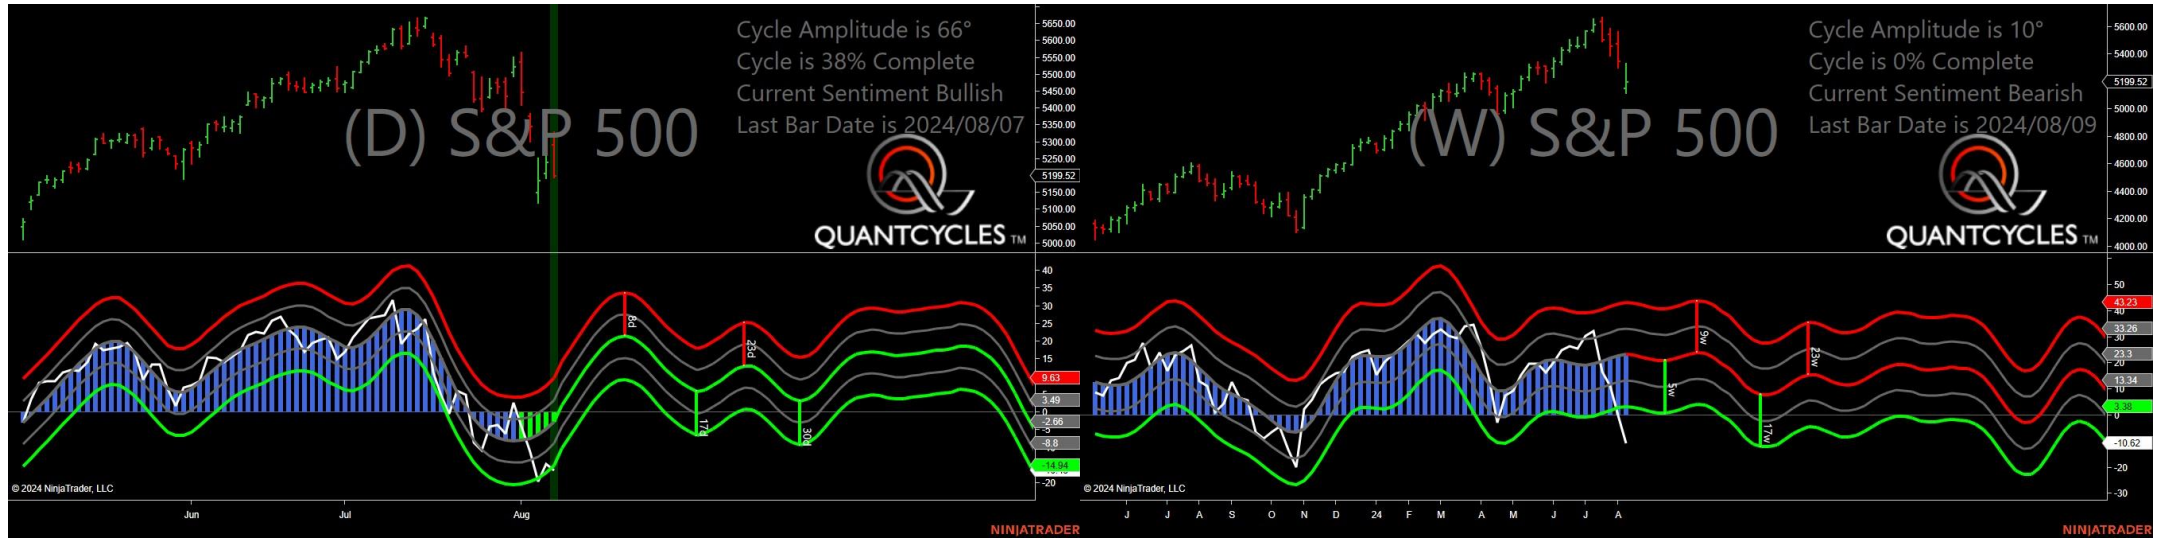 Cycle Amplitude is 66°
Cycle is 38% Complete
Current Sentiment Bullish
Last Bar Date is 2024/08/07
(D) S&P 500
QUANTCYCLES TM
5650.00
5600.00
5550.00
5500.00
5450.00
5400.00
5350.00
5300.00
5250.00
5199.52
5150.00
5100.00
5050.00
5000.00
40
35
30
25
20
15
9.63
3.49
0
-2.66
-5
-8.8
-14.94
-20
8d
23d
17d
30d
© 2024 NinjaTrader, LLC
Jun
Jul
Aug
NINJATRADER
Cycle Amplitude is 10°
Cycle is 0% Complete
Current Sentiment Bearish
Last Bar Date is 2024/08/09
(W) S&P 500
QUANTCYCLES TM
5600.00
5400.00
5199.52
5000.00
4800.00
4600.00
4400.00
4200.00
4000.00
50
43.23
40
33.26
30
23.3
20
13.34
10
3.38
0
-10.62
-20
-30
9w
23w
5w
17w
© 2024 NinjaTrader, LLC
J
J
A
S
O
N
D
24
F
M
A
M
J
J
A
NINJATRADER